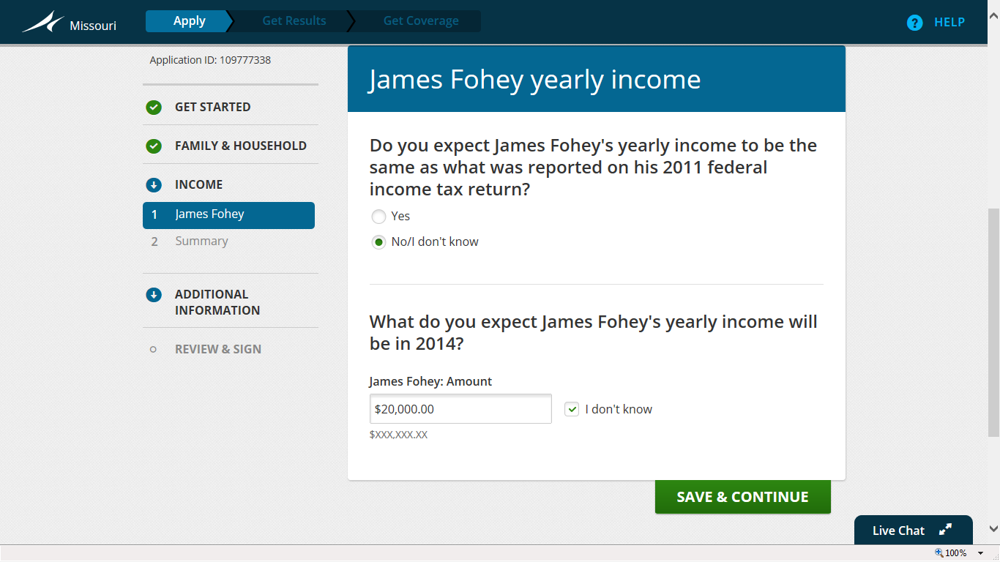 Missouri
Apply
Get Results
Get Coverage
? HELP
Application ID: 109777338
GET STARTED
FAMILY & HOUSEHOLD
INCOME
1 James Fohey
2 Summary
ADDITIONAL
INFORMATION
REVIEW & SIGN
James Fohey yearly income
Do you expect James Fohey's yearly income to be the
same as what was reported on his 2011 federal
income tax return?
Yes
No/I don't know
What do you expect James Fohey's yearly income will
be in 2014?
James Fohey: Amount
$20,000.00
I don't know
$XXX,XXX.XX
SAVE & CONTINUE
Live Chat
100%